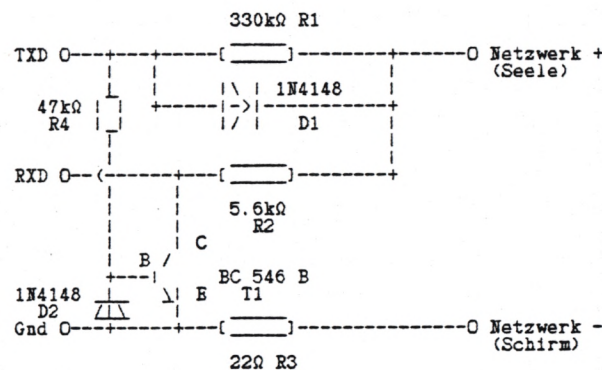 330kΩ R1
TXD O Netzwerk +
(Seele)
1N4148
47kΩ
R4
D1
RXD O
5.6kΩ
R2
C
B
BC 546 B
1N4148
E
T1
D2
Gnd O Netzwerk -
(Schirm)
22Ω R3